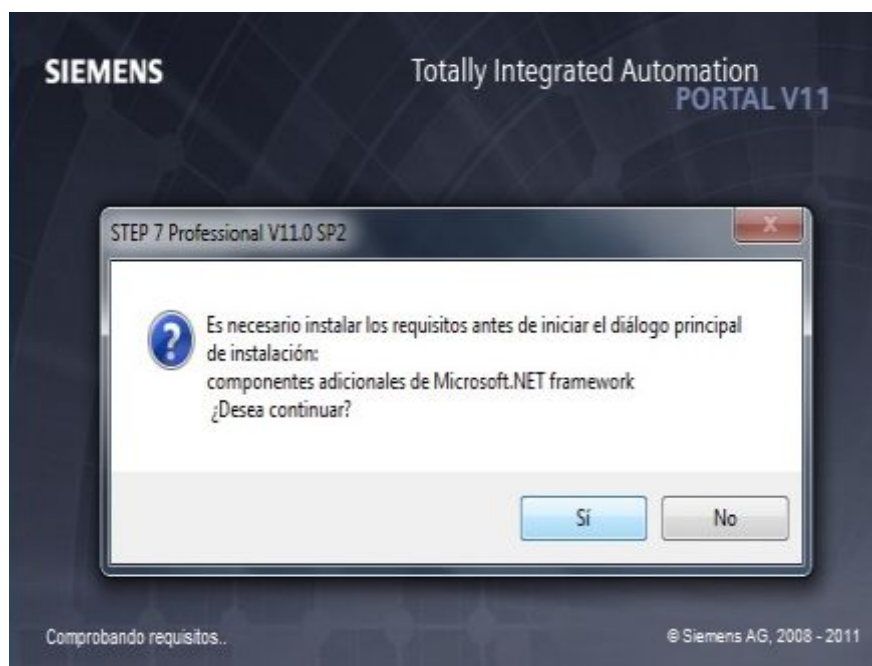 SIEMENS
Totally Integrated Automation
PORTAL V11
STEP 7 Professional V11.0 SP2
Es necesario instalar los requisitos antes de iniciar el diálogo principal
de instalación:
componentes adicionales de Microsoft.NET framework
¿Desea continuar?
Sí
No
Comprobando requisitos..
© Siemens AG, 2008 - 2011